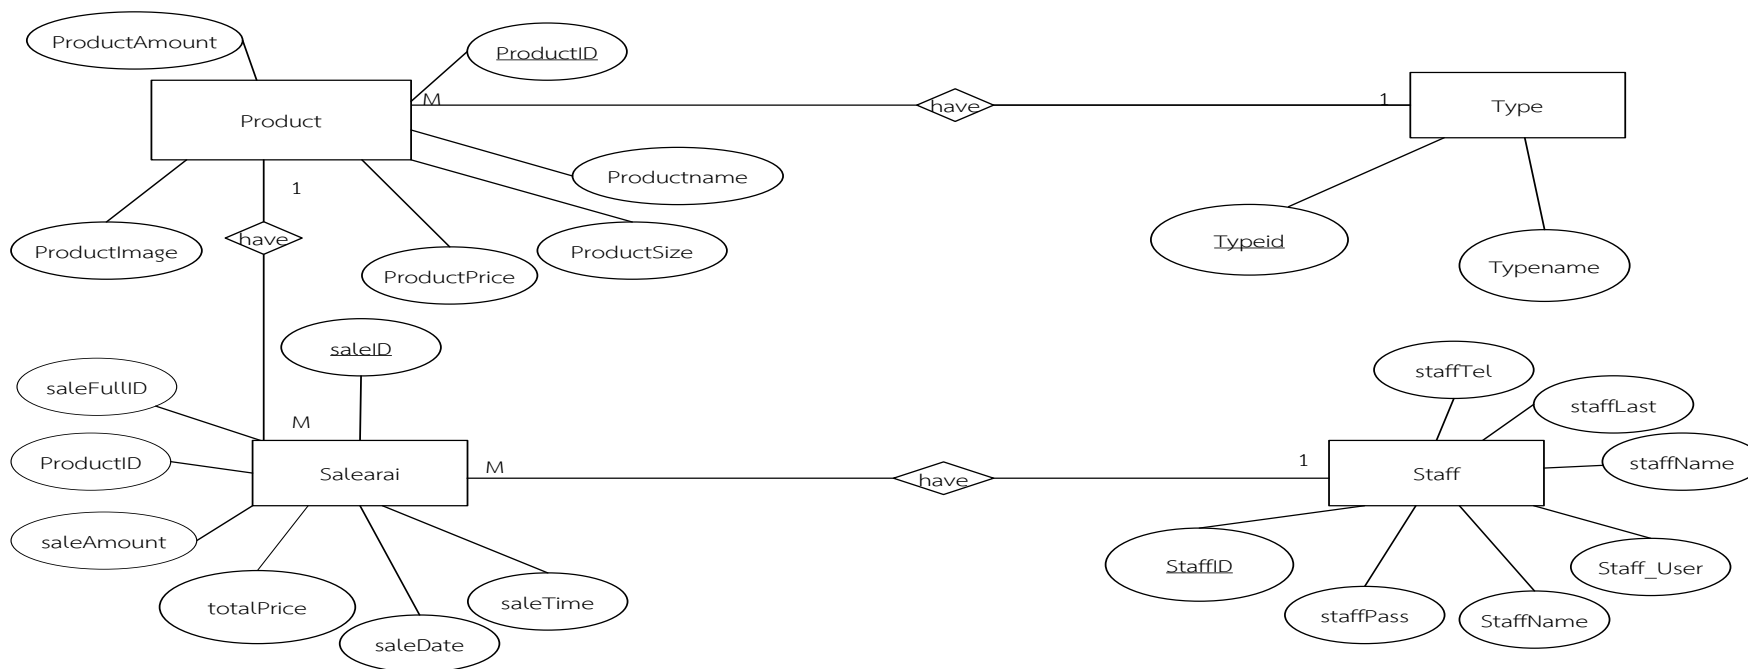 ProductAmount
ProductID
Product
M
have
1
Type
Productname
1
ProductImage
have
ProductPrice
ProductSize
Typeid
Typename
saleID
saleFullID
M
ProductID
Salearai
saleAmount
totalPrice
saleDate
saleTime
M
have
1
Staff
staffTel
staffLast
staffName
StaffID
staffPass
StaffName
Staff_User